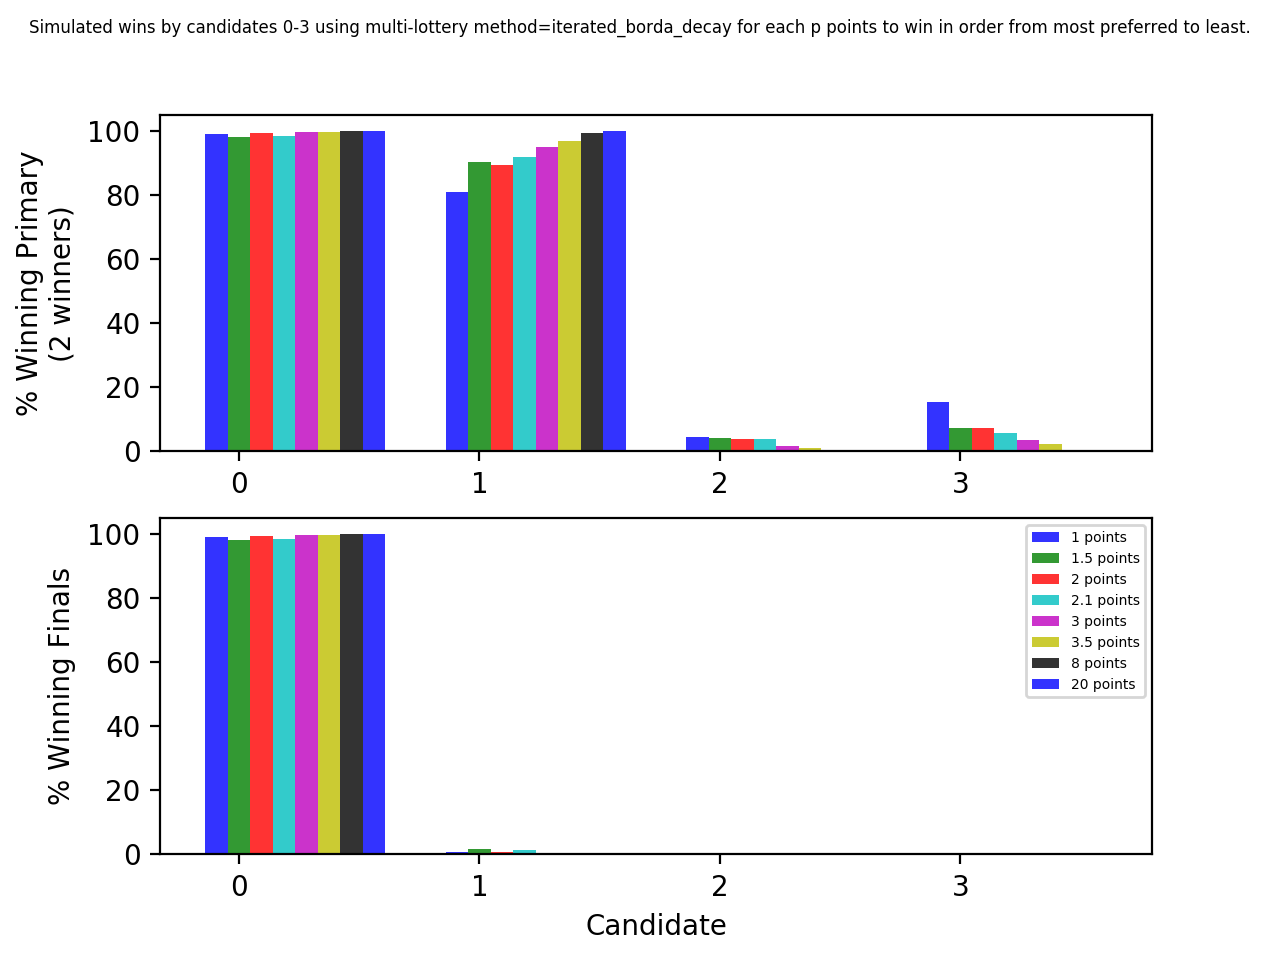 Simulated wins by candidates 0-3 using multi-lottery method=iterated_borda_decay for each p points to win in order from most preferred to least.
% Winning Primary
(2 winners)
100
80
60
40
20
0
0 1 2 3
% Winning Finals
100
80
60
40
20
0
0 1 2 3
Candidate
1 points
1.5 points
2 points
2.1 points
3 points
3.5 points
8 points
20 points